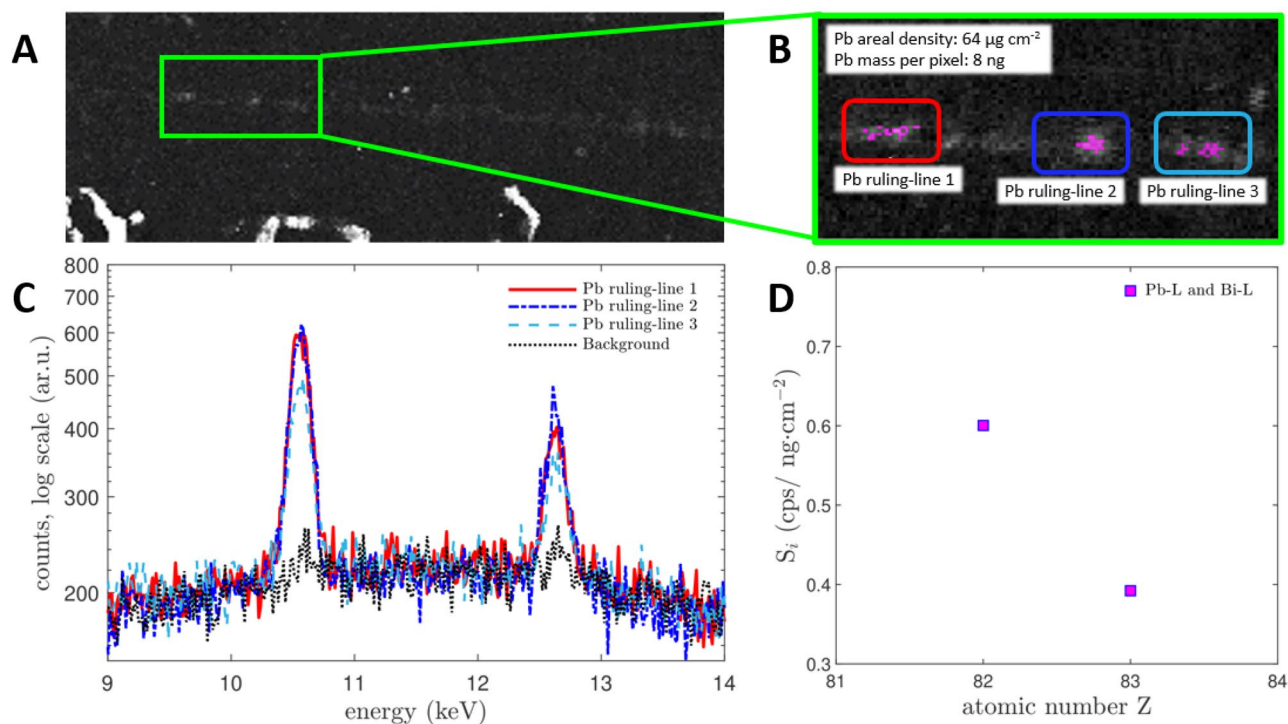 A
B
Pb areal density: 64 µg cm⁻²
Pb mass per pixel: 8 ng
Pb ruling-line 1
Pb ruling-line 2
Pb ruling-line 3
C
800
700
600
500
400
300
200
counts, log scale (ar.u.)
Pb ruling-line 1
Pb ruling-line 2
Pb ruling-line 3
Background
9
10
11
12
13
14
energy (keV)
D
0.8
0.7
0.6
0.5
0.4
0.3
S_i (cps/ ng·cm⁻²)
Pb-L and Bi-L
81
82
83
84
atomic number Z